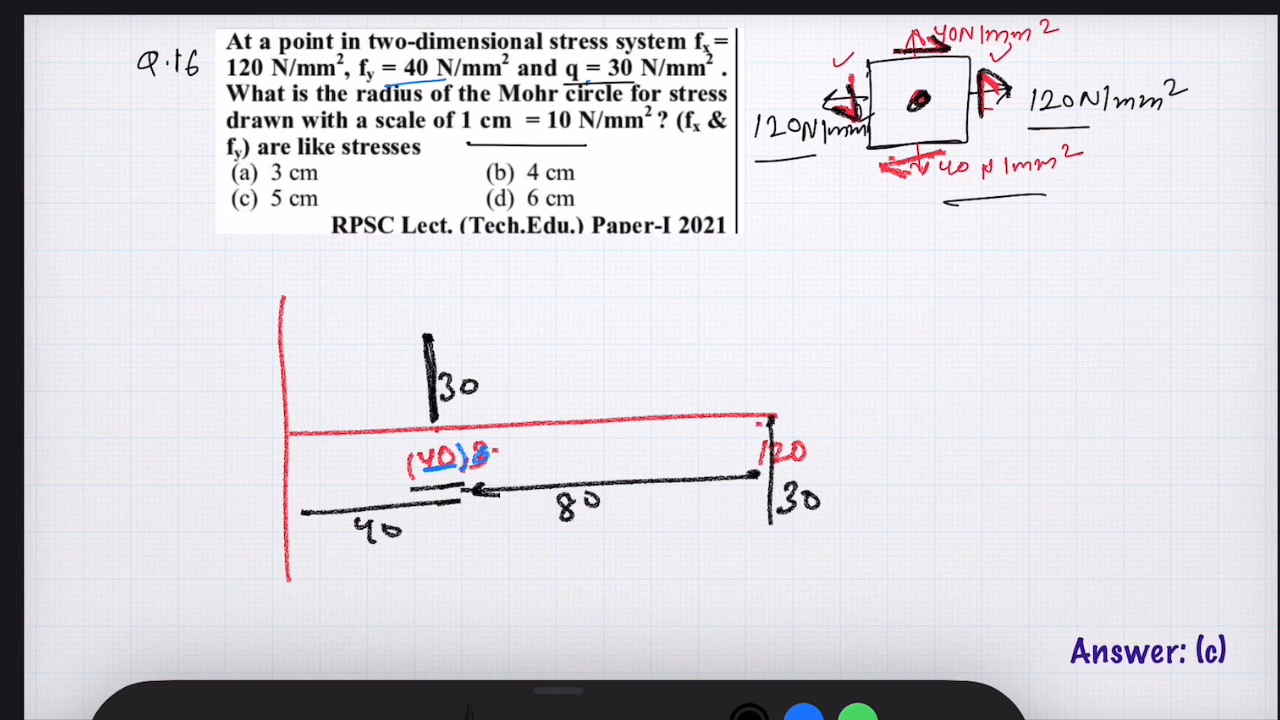 Q.16
At a point in two-dimensional stress system fₓ =
120 N/mm², fᵧ = 40 N/mm² and q = 30 N/mm² .
What is the radius of the Mohr circle for stress
drawn with a scale of 1 cm = 10 N/mm² ? (fₓ &
fᵧ) are like stresses
(a) 3 cm
(b) 4 cm
(c) 5 cm
(d) 6 cm
RPSC Lect. (Tech.Edu.) Paper-I 2021
40N/mm²
120N/mm²
120N/mm
40 N/mm²
30
(40)
120
40
80
30
Answer: (c)